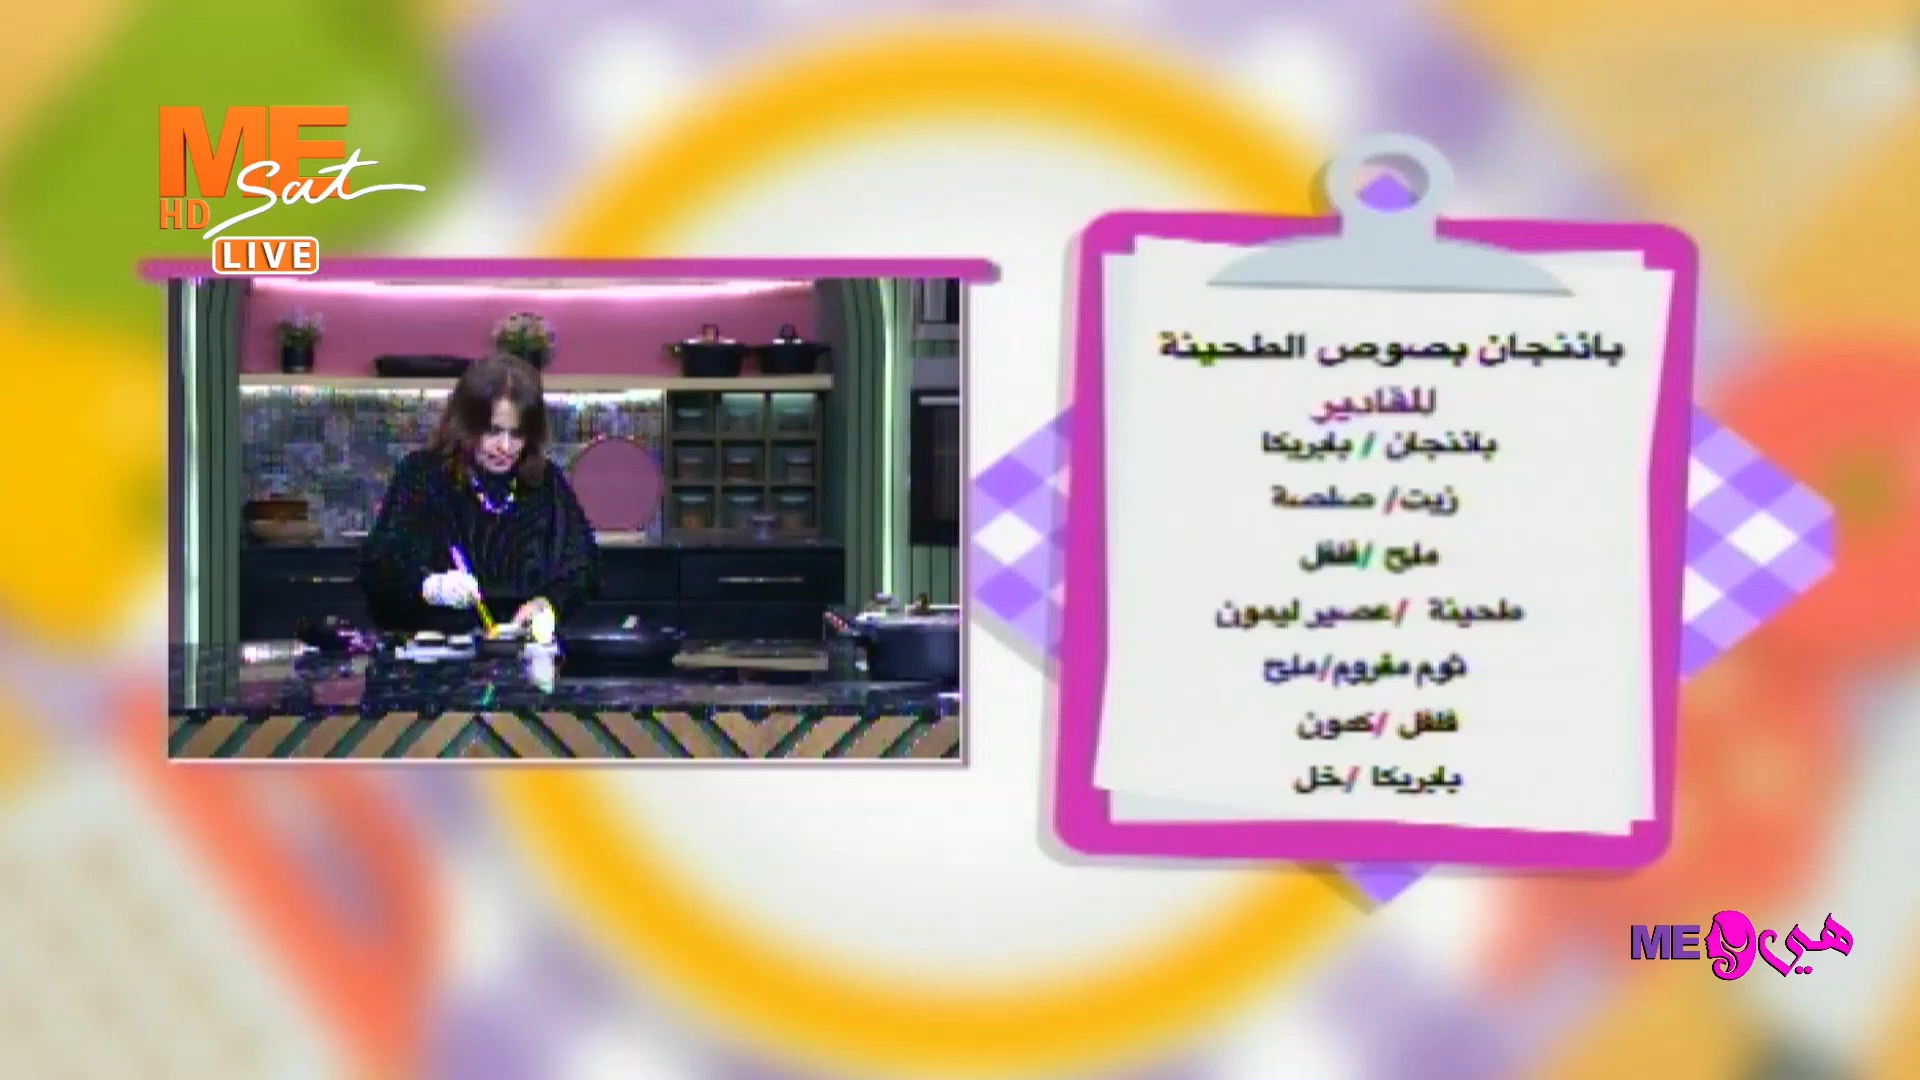 ME
Sat
HD
LIVE
باذنجان بصوص الطحينة
المقادير
باذنجان / بابريكا
زيت/ صلصة
ملح /فلفل
طحينة /عصير ليمون
ثوم مفروم/ملح
فلفل /كمون
بابريكا /خل
ME هي